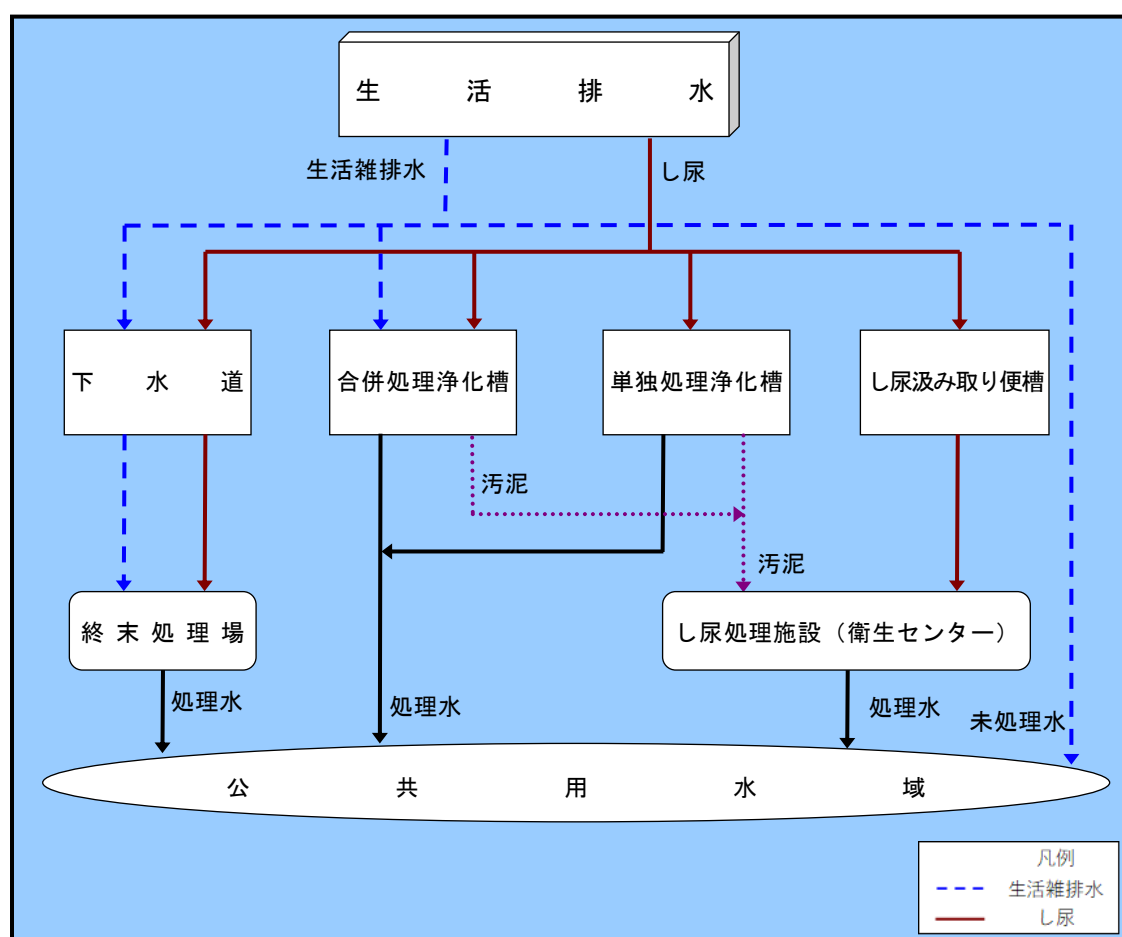 生活排水
生活雑排水
し尿
下水道
合併処理浄化槽
単独処理浄化槽
し尿汲み取り便槽
汚泥
汚泥
終末処理場
し尿処理施設（衛生センター）
処理水
処理水
処理水
未処理水
公共用水域
凡例
生活雑排水
し尿